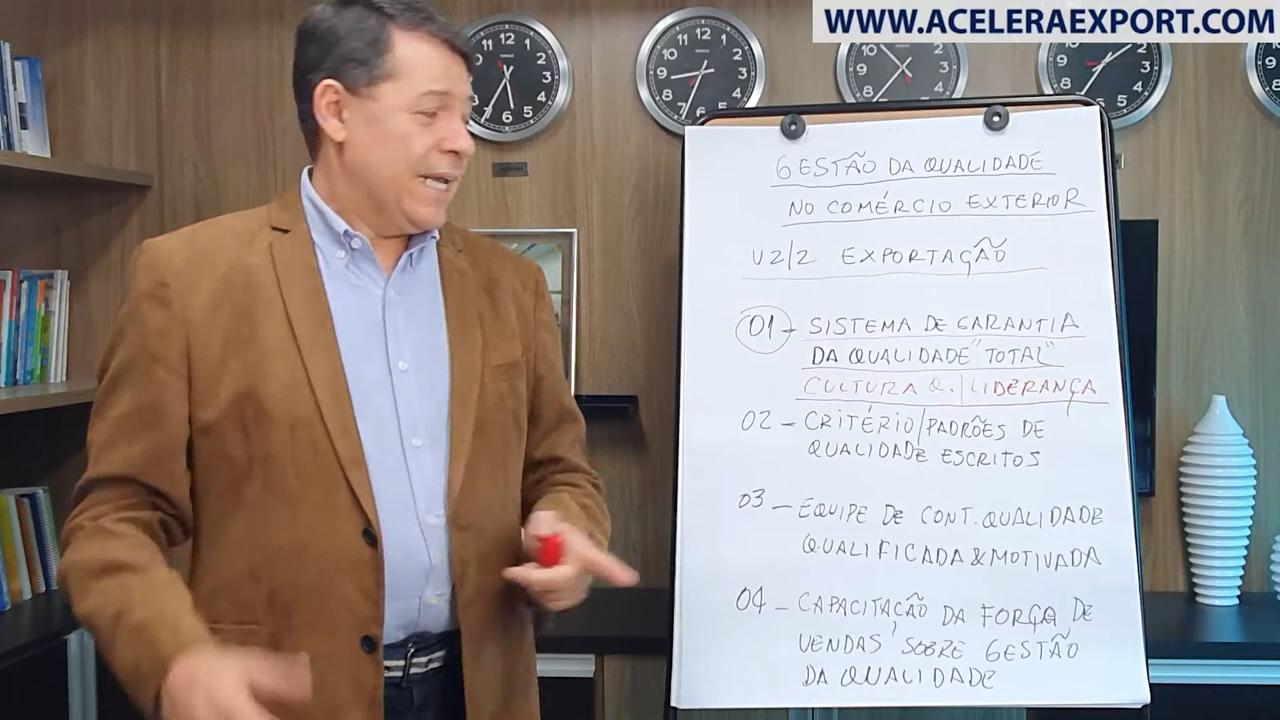 WWW.ACELERAEXPORT.COM
GESTÃO DA QUALIDADE
NO COMÉRCIO EXTERIOR
V2/2 EXPORTAÇÃO
01 - SISTEMA DE GARANTIA
DA QUALIDADE "TOTAL"
CULTURA Q. / LIDERANÇA
02 - CRITÉRIO/PADRÕES DE
QUALIDADE ESCRITOS
03 - EQUIPE DE CONT. QUALIDADE
QUALIFICADA & MOTIVADA
04 - CAPACITAÇÃO DA FORÇA DE
VENDAS SOBRE GESTÃO
DA QUALIDADE